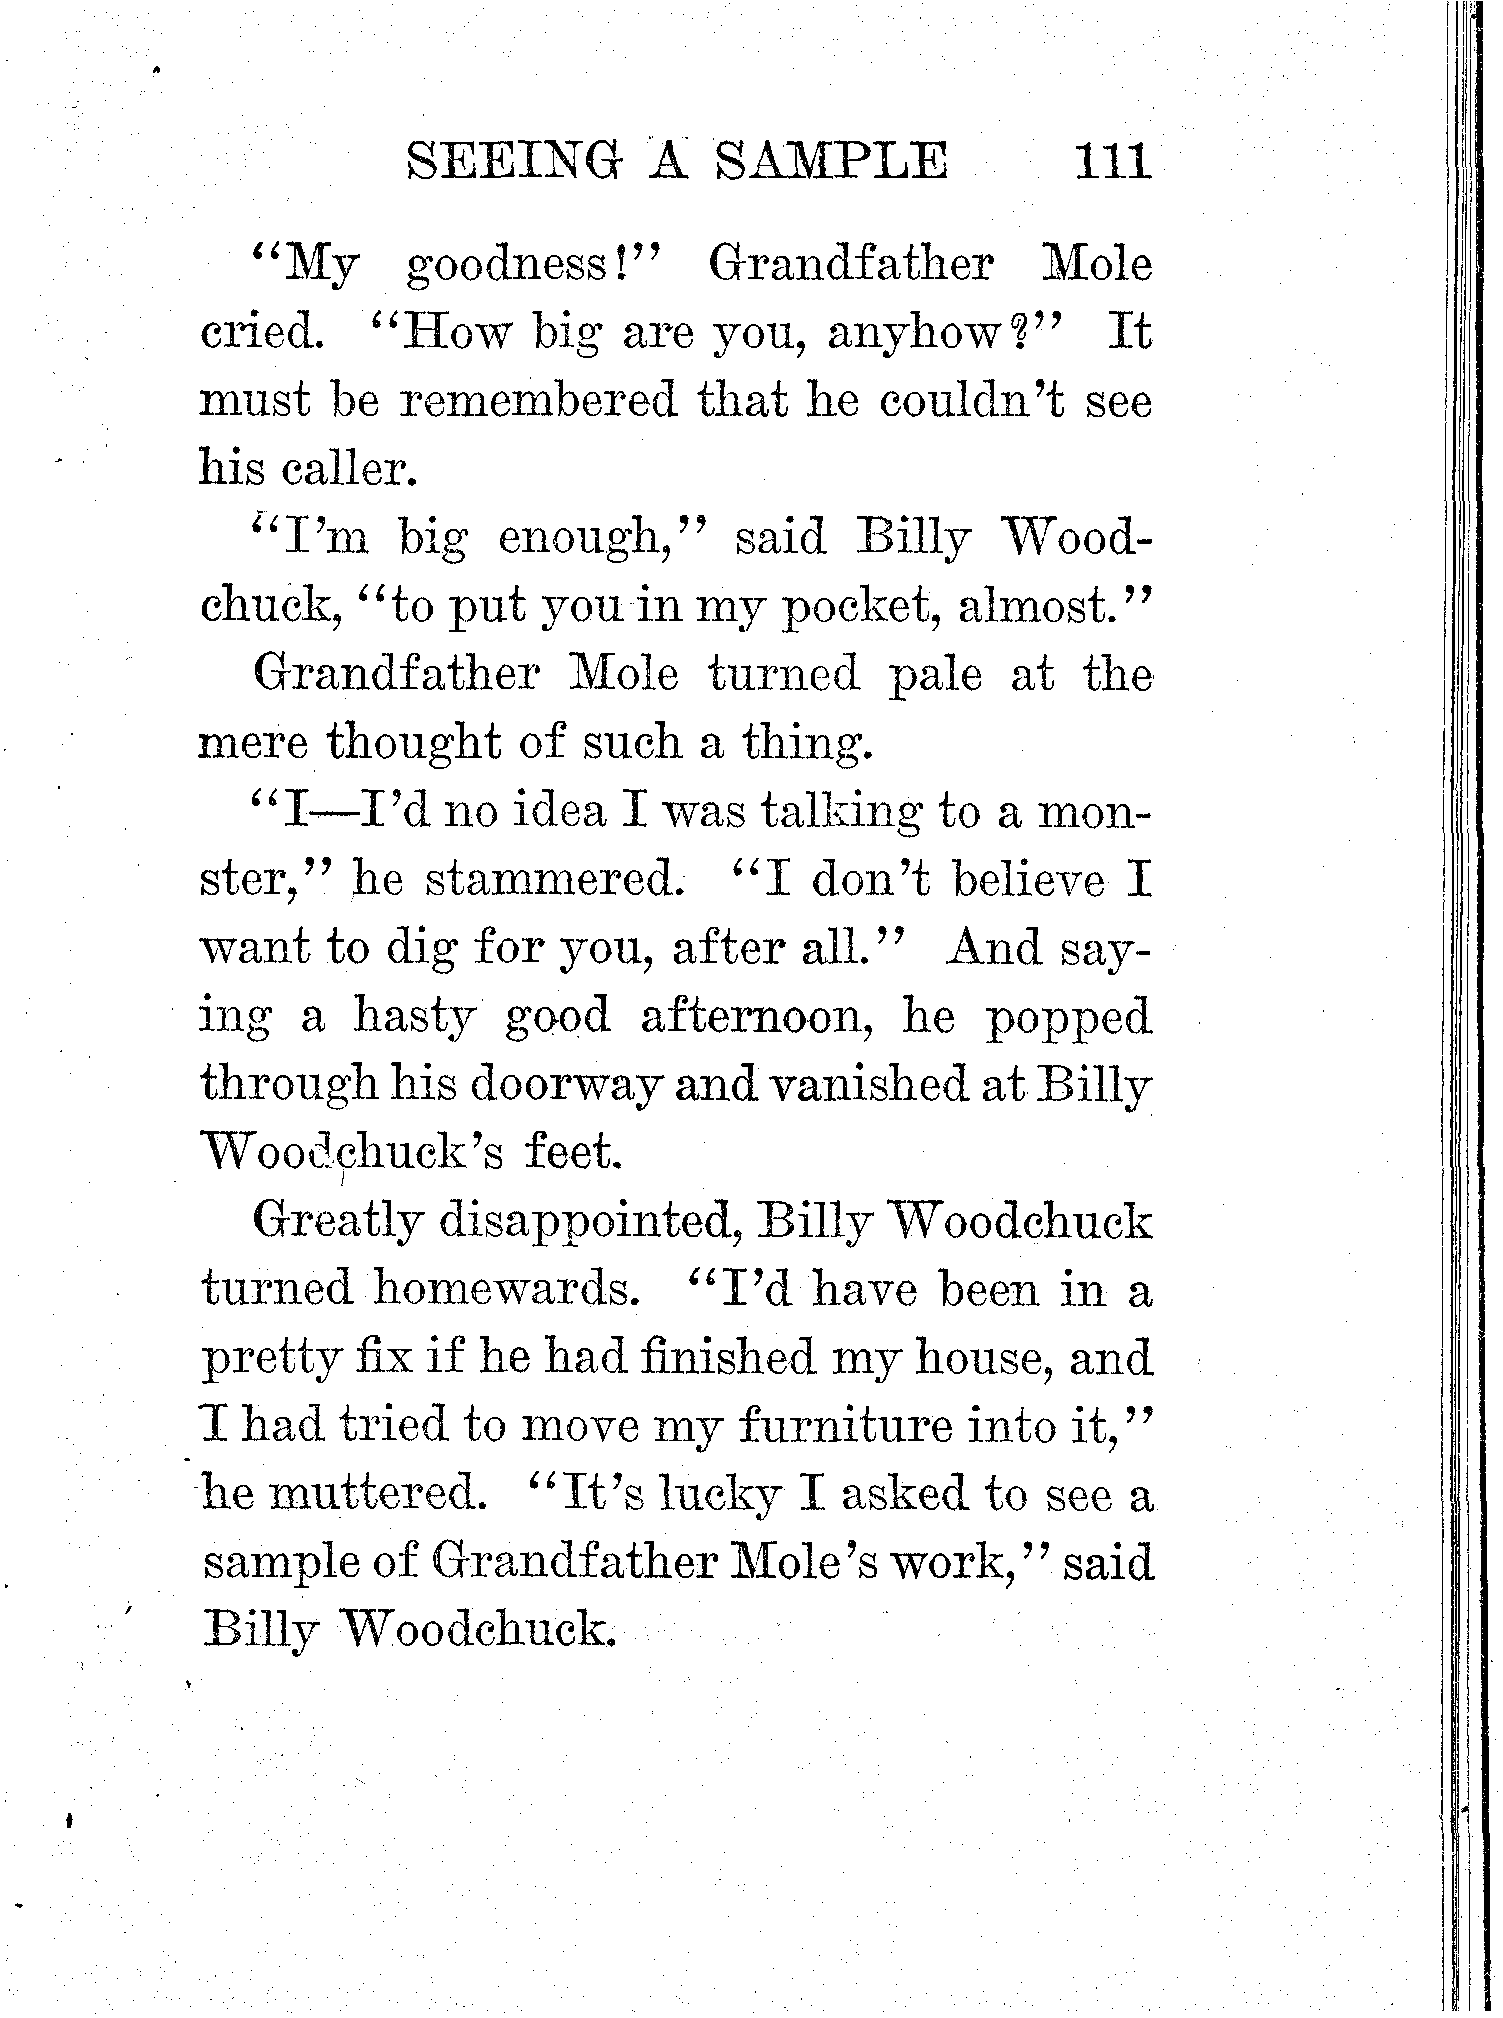 SEEING A SAMPLE 111
“My goodness!” Grandfather Mole
cried. “How big are you, anyhow?” It
must be remembered that he couldn’t see
his caller.
“I’m big enough,” said Billy Wood-
chuck, “to put you in my pocket, almost.”
Grandfather Mole turned pale at the
mere thought of such a thing.
“I—I’d no idea I was talking to a mon-
ster,” he stammered. “I don’t believe I
want to dig for you, after all.” And say-
ing a hasty good afternoon, he popped
through his doorway and vanished at Billy
Woodchuck’s feet.
Greatly disappointed, Billy Woodchuck
turned homewards. “I’d have been in a
pretty fix if he had finished my house, and
I had tried to move my furniture into it,”
he muttered. “It’s lucky I asked to see a
sample of Grandfather Mole’s work,” said
Billy Woodchuck.